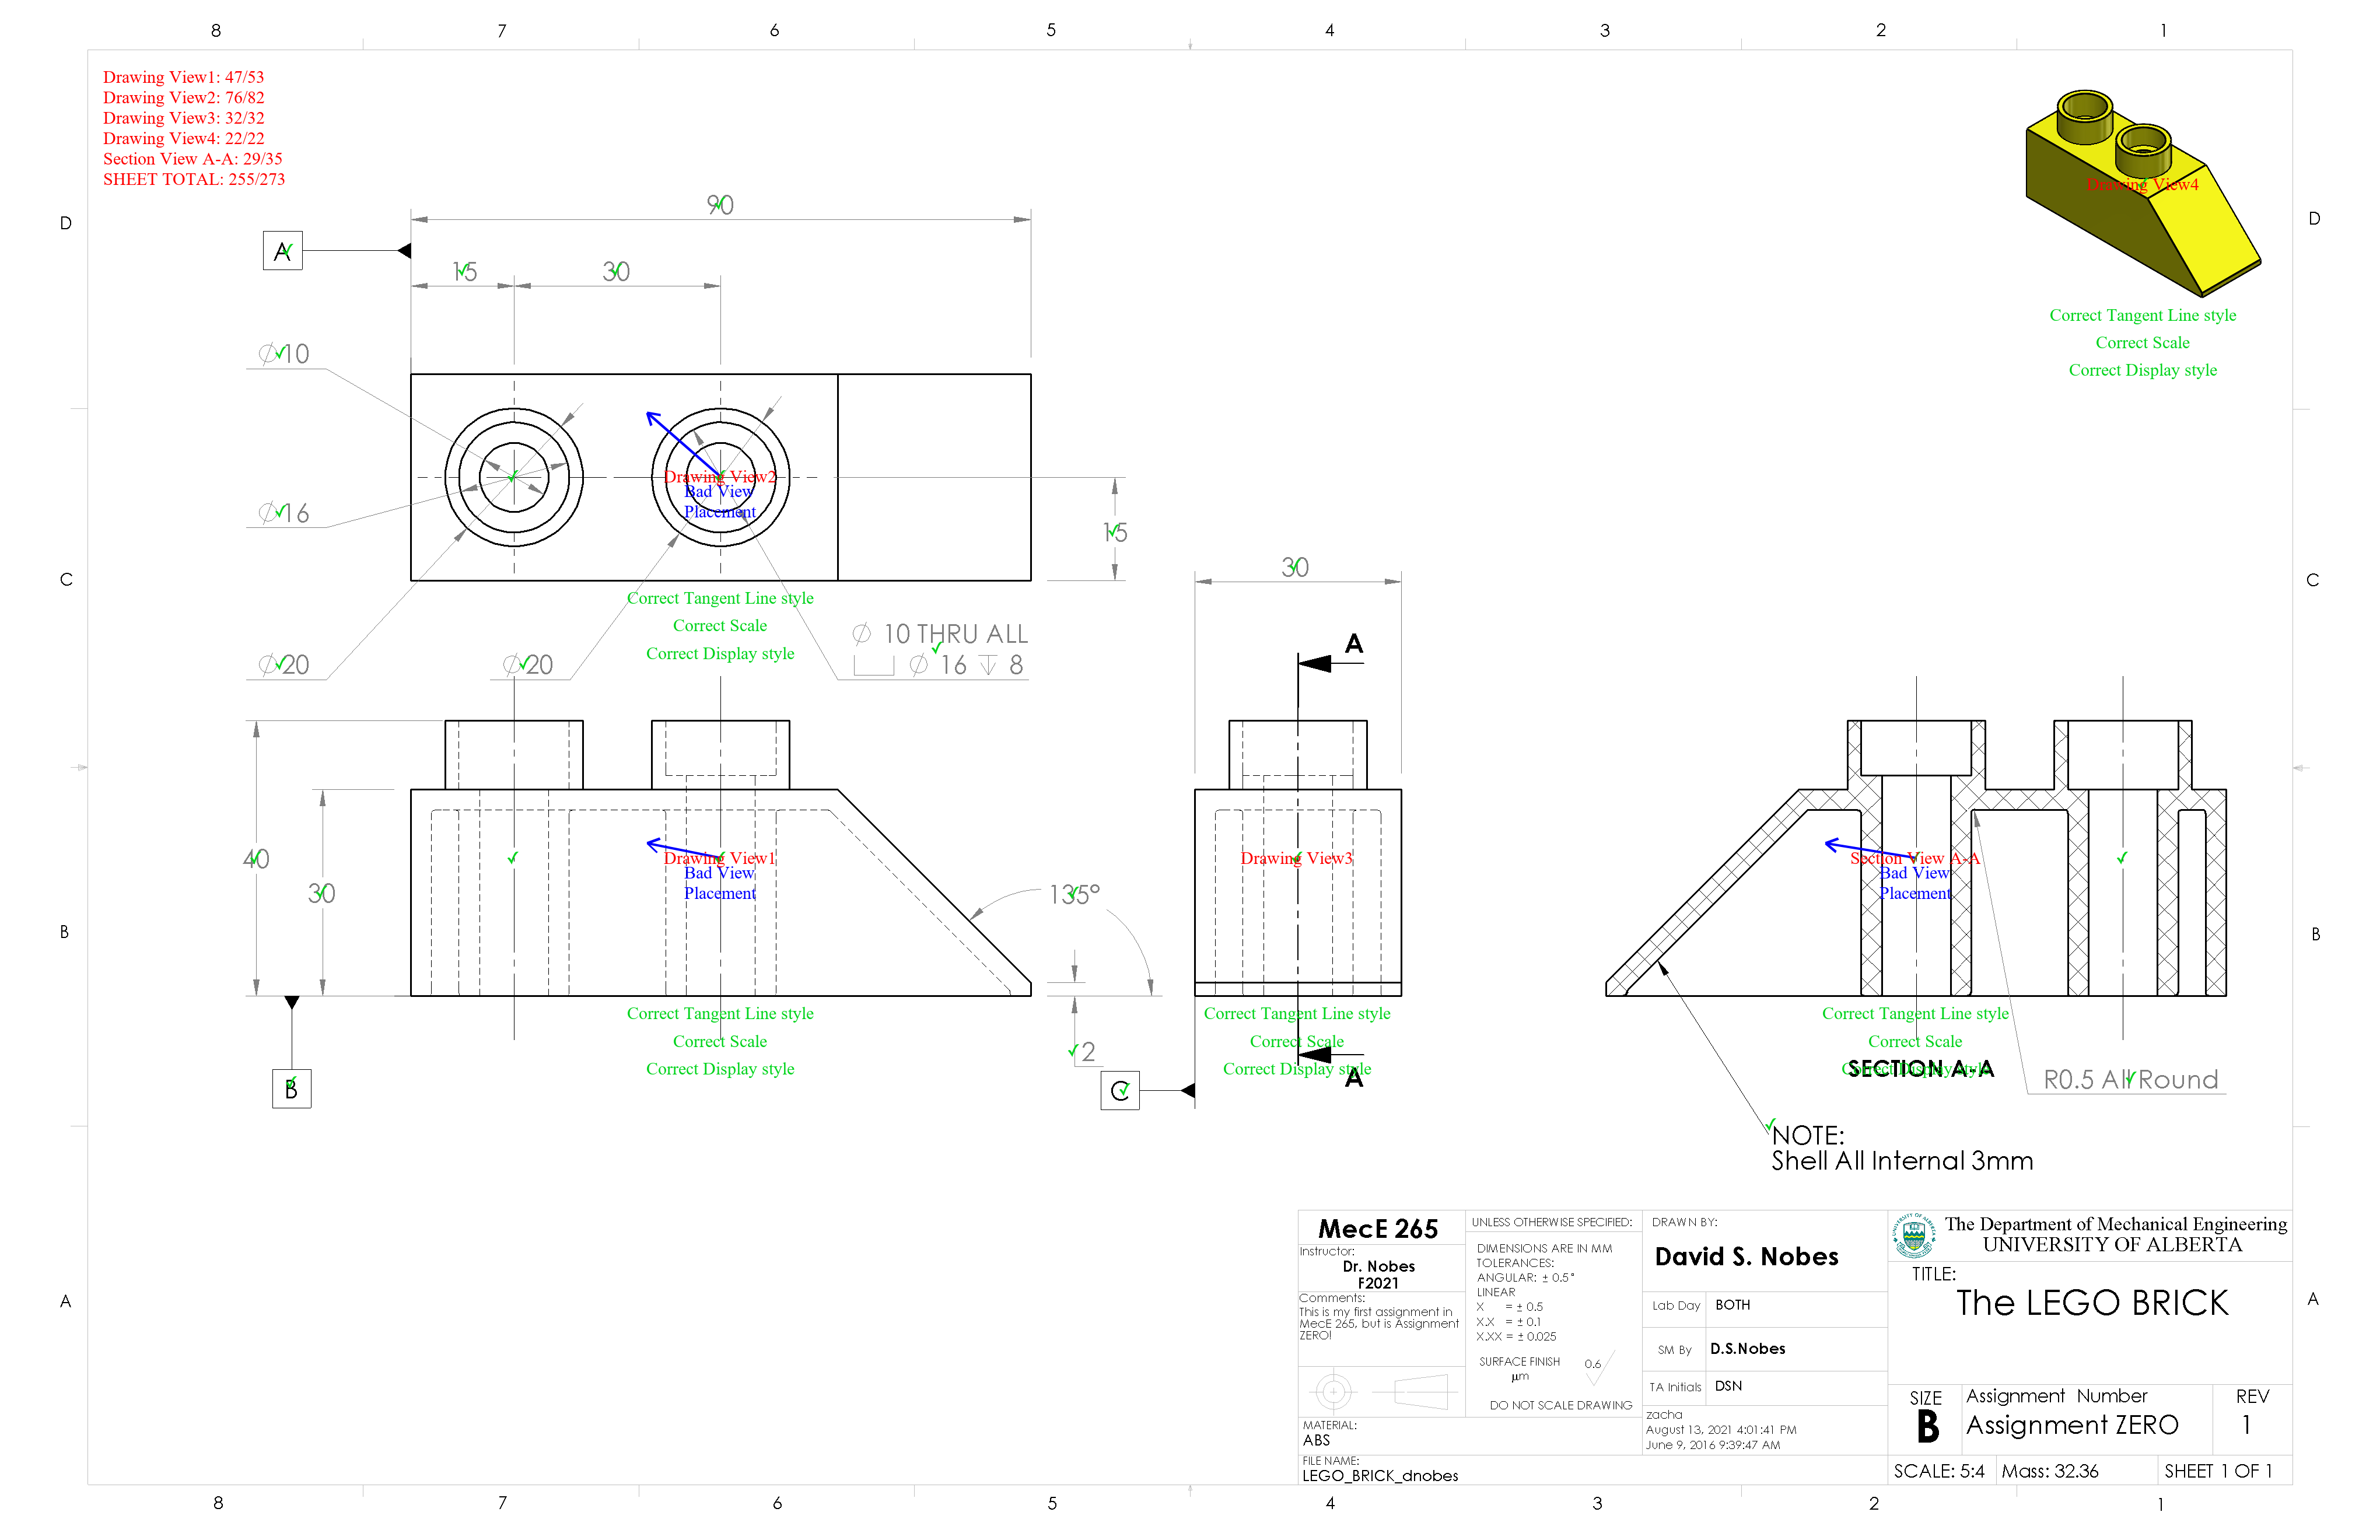 8 7 6 5 4 3 2 1
Drawing View1: 47/53
Drawing View2: 76/82
Drawing View3: 32/32
Drawing View4: 22/22
Section View A-A: 29/35
SHEET TOTAL: 255/273
D
D
90
A
15
30
Drawing View4
Correct Tangent Line style
Correct Scale
Correct Display style
∅10
∅16
Drawing View2
Bad View
Placement
15
C
C
30
Correct Tangent Line style
Correct Scale
Correct Display style
∅20
∅20
∅ 10 THRU ALL
⌴ ∅ 16 ↧ 8
A
40
30
Drawing View1
Bad View
Placement
135°
Drawing View3
Section View A-A
Bad View
Placement
B
B
Correct Tangent Line style
Correct Scale
Correct Display style
2
Correct Tangent Line style
Correct Scale
Correct Display style
A
Correct Tangent Line style
Correct Scale
Correct Display style
SECTION A-A
B
C
R0.5 All Round
NOTE:
Shell All Internal 3mm
A
A
MecE 265
Instructor:
Dr. Nobes
F2021
Comments:
This is my first assignment in
MecE 265, but is Assignment
ZERO!
UNLESS OTHERWISE SPECIFIED:
DIMENSIONS ARE IN MM
TOLERANCES:
ANGULAR: ± 0.5°
LINEAR
X = ± 0.5
X.X = ± 0.1
X.XX = ± 0.025
SURFACE FINISH 0.6
µm
DO NOT SCALE DRAWING
MATERIAL:
ABS
FILE NAME:
LEGO_BRICK_dnobes
DRAWN BY:
David S. Nobes
Lab Day BOTH
SM By D.S.Nobes
TA Initials DSN
zacha
August 13, 2021 4:01:41 PM
June 9, 2016 9:39:47 AM
UNIVERSITY OF ALBERTA
The Department of Mechanical Engineering
UNIVERSITY OF ALBERTA
TITLE:
The LEGO BRICK
SIZE
B
Assignment Number
Assignment ZERO
REV
1
SCALE: 5:4
Mass: 32.36
SHEET 1 OF 1
8 7 6 5 4 3 2 1